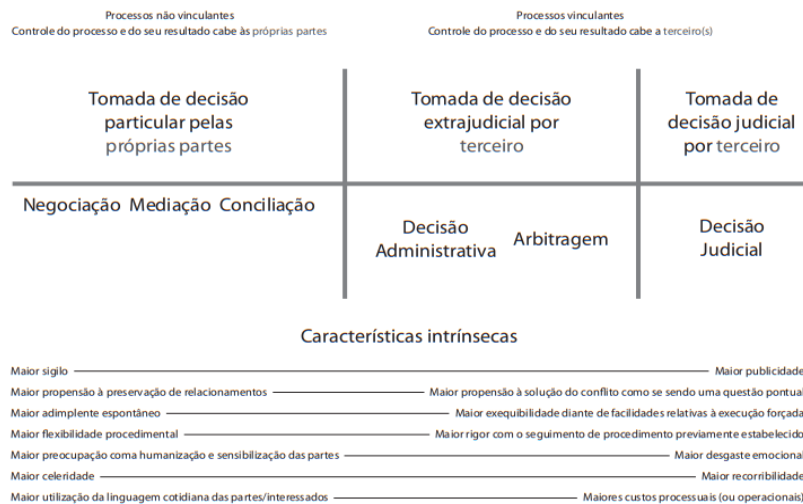 Processos não vinculantes
Controle do processo e do seu resultado cabe às próprias partes
Processos vinculantes
Controle do processo e do seu resultado cabe a terceiro(s)
Tomada de decisão
particular pelas
próprias partes
Tomada de decisão
extrajudicial por
terceiro
Tomada de
decisão judicial
por terceiro
Negociação Mediação Conciliação
Decisão
Administrativa
Arbitragem
Decisão
Judicial
Características intrínsecas
Maior sigilo Maior publicidade
Maior propensão à preservação de relacionamentos Maior propensão à solução do conflito como se sendo uma questão pontual
Maior adimplente espontâneo Maior exequibilidade diante de facilidades relativas à execução forçada
Maior flexibilidade procedimental Maior rigor com o seguimento de procedimento previamente estabelecido
Maior preocupação coma humanização e sensibilização das partes Maior desgaste emocional
Maior celeridade Maior recorribilidade
Maior utilização da linguagem cotidiana das partes/interessados Maiores custos processuais (ou operacionais)